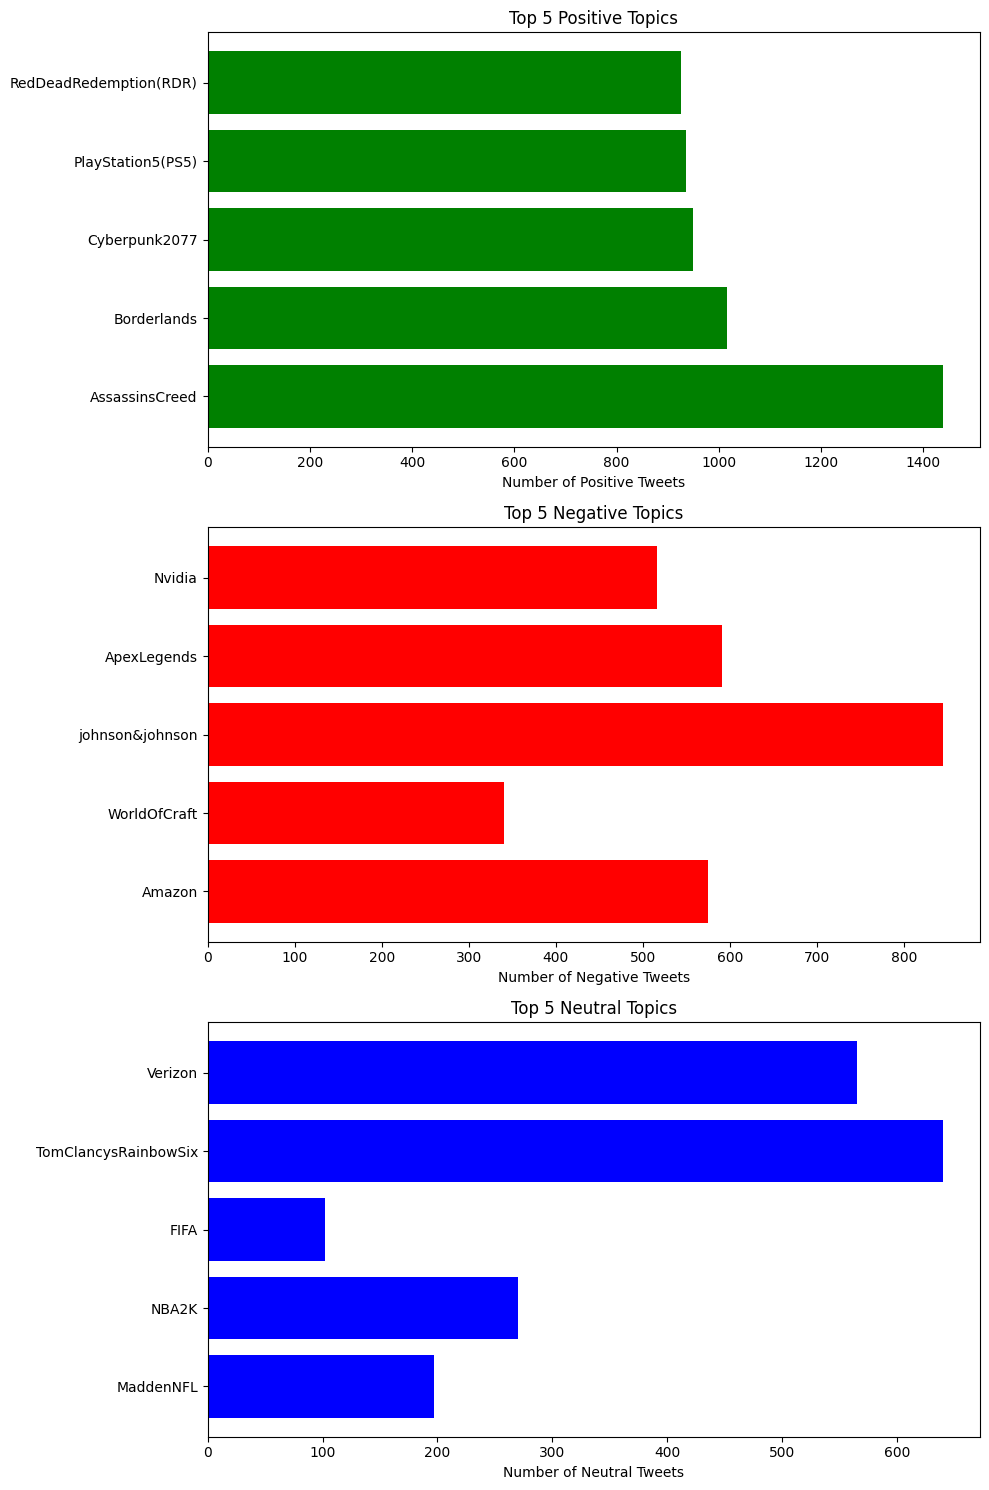 Top 5 Positive Topics
RedDeadRedemption(RDR)
PlayStation5(PS5)
Cyberpunk2077
Borderlands
AssassinsCreed
0 200 400 600 800 1000 1200 1400
Number of Positive Tweets
Top 5 Negative Topics
Nvidia
ApexLegends
johnson&johnson
WorldOfCraft
Amazon
0 100 200 300 400 500 600 700 800
Number of Negative Tweets
Top 5 Neutral Topics
Verizon
TomClancysRainbowSix
FIFA
NBA2K
MaddenNFL
0 100 200 300 400 500 600
Number of Neutral Tweets